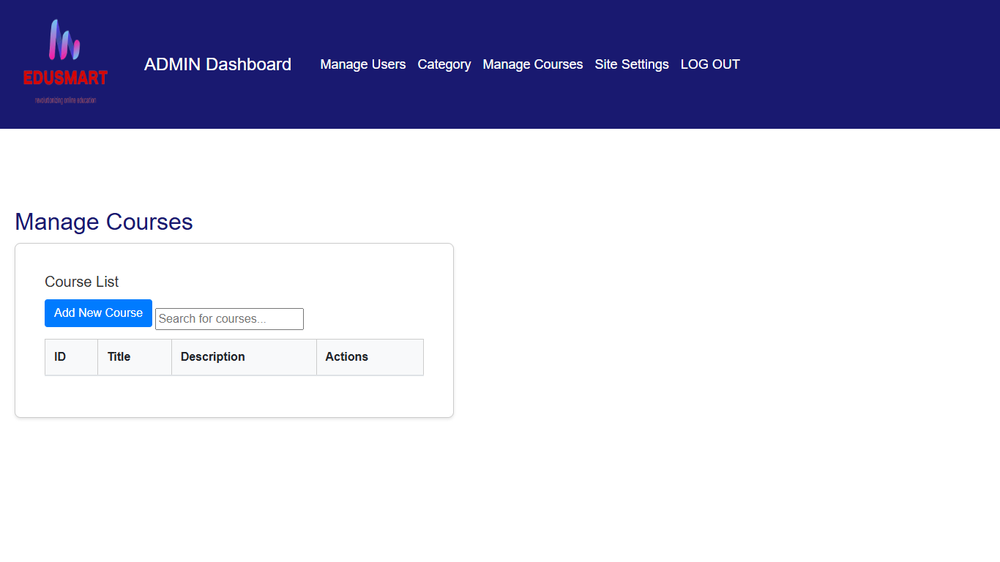 EDUSMART
revolutionizing online education
ADMIN Dashboard
Manage Users Category Manage Courses Site Settings LOG OUT
Manage Courses
Course List
Add New Course Search for courses...
ID Title Description Actions